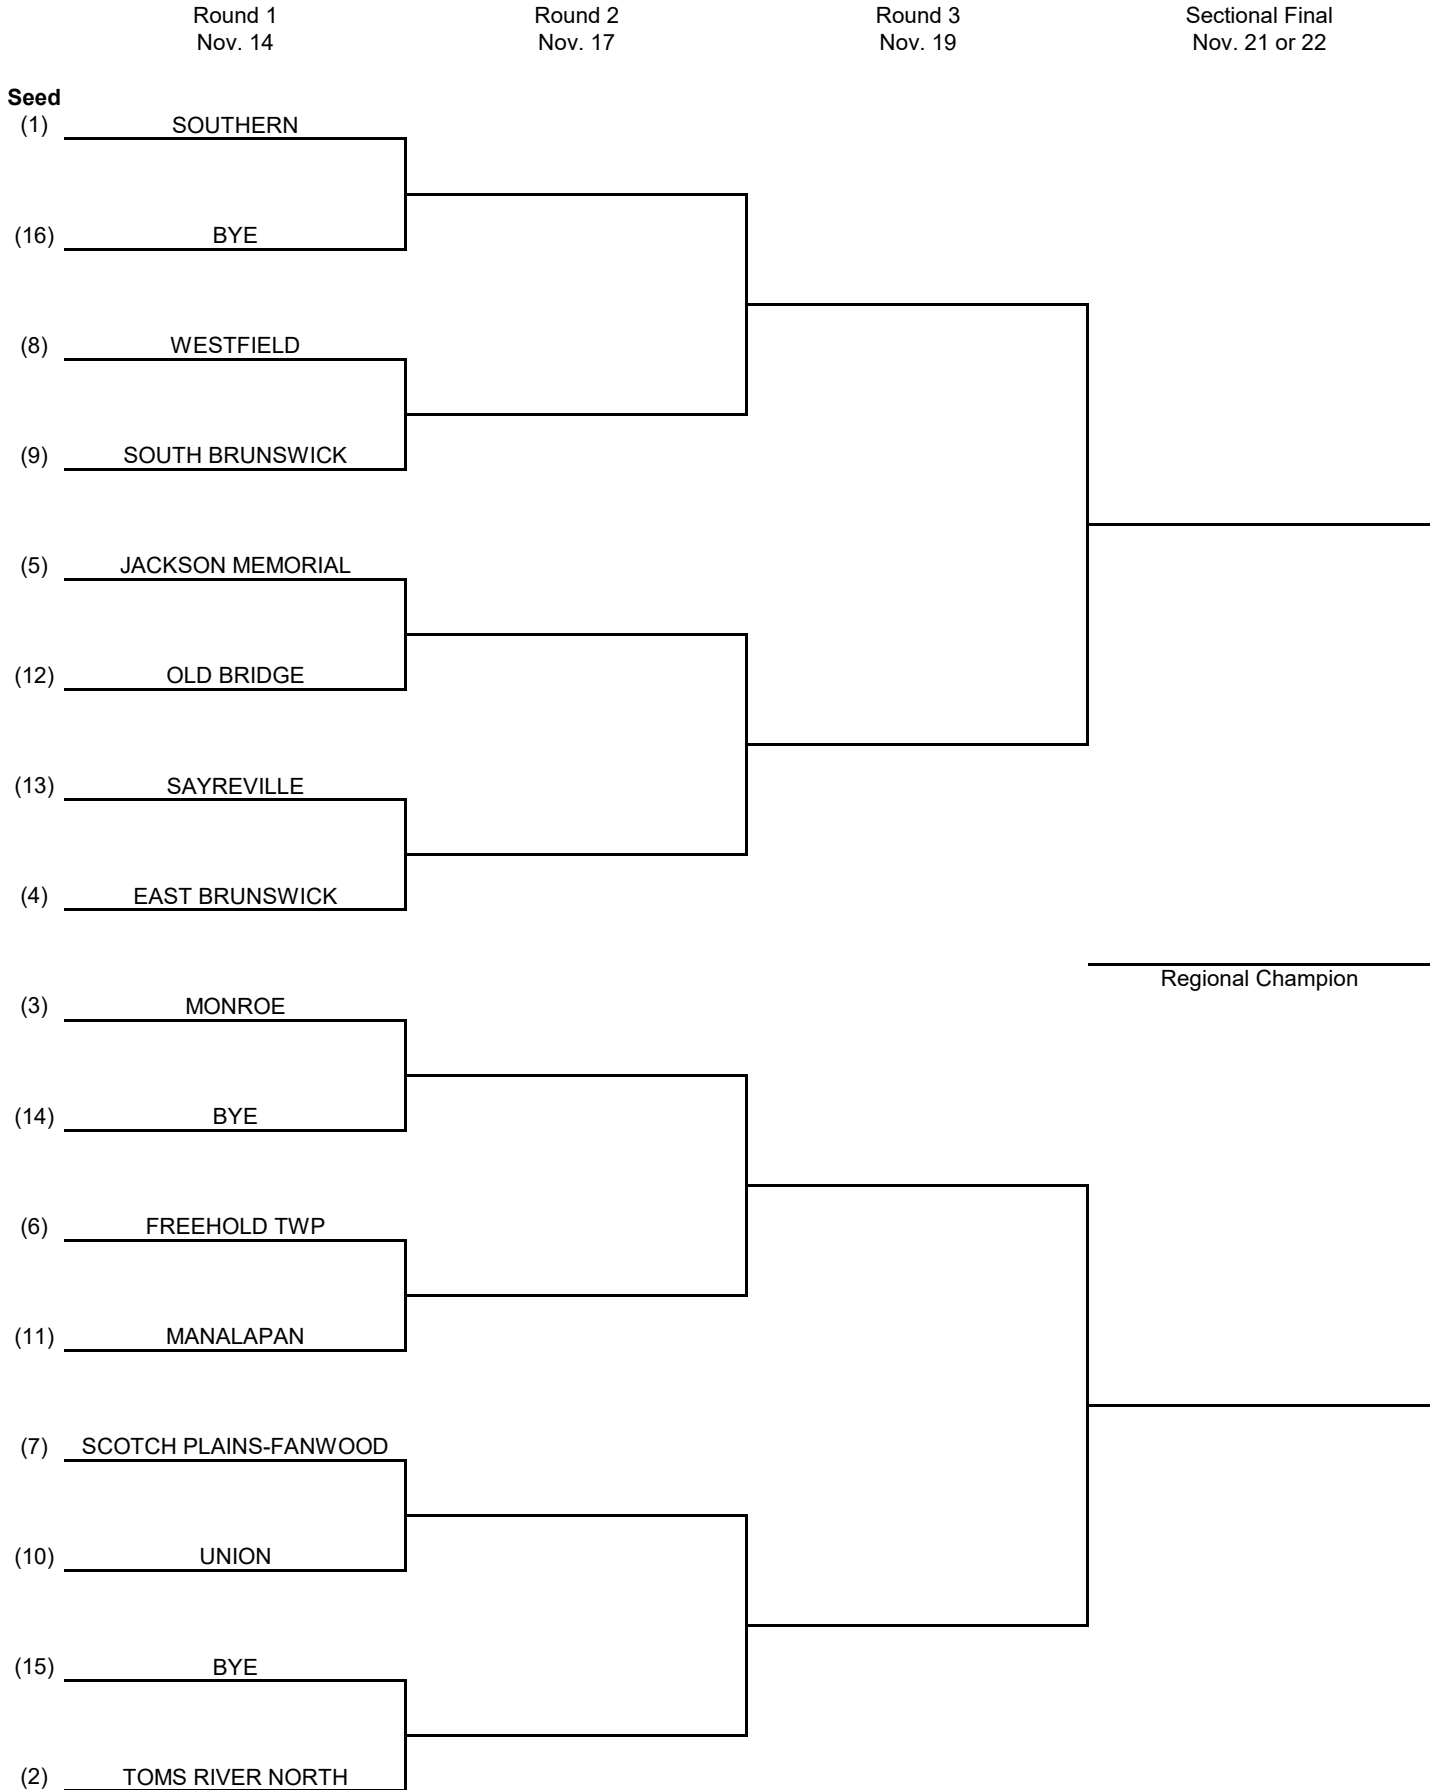 Round 1 Round 2 Round 3 Sectional Final
Nov. 14 Nov. 17 Nov. 19 Nov. 21 or 22
Seed
(1) SOUTHERN
(16) BYE
(8) WESTFIELD
(9) SOUTH BRUNSWICK
(5) JACKSON MEMORIAL
(12) OLD BRIDGE
(13) SAYREVILLE
(4) EAST BRUNSWICK
Regional Champion
(3) MONROE
(14) BYE
(6) FREEHOLD TWP
(11) MANALAPAN
(7) SCOTCH PLAINS-FANWOOD
(10) UNION
(15) BYE
(2) TOMS RIVER NORTH